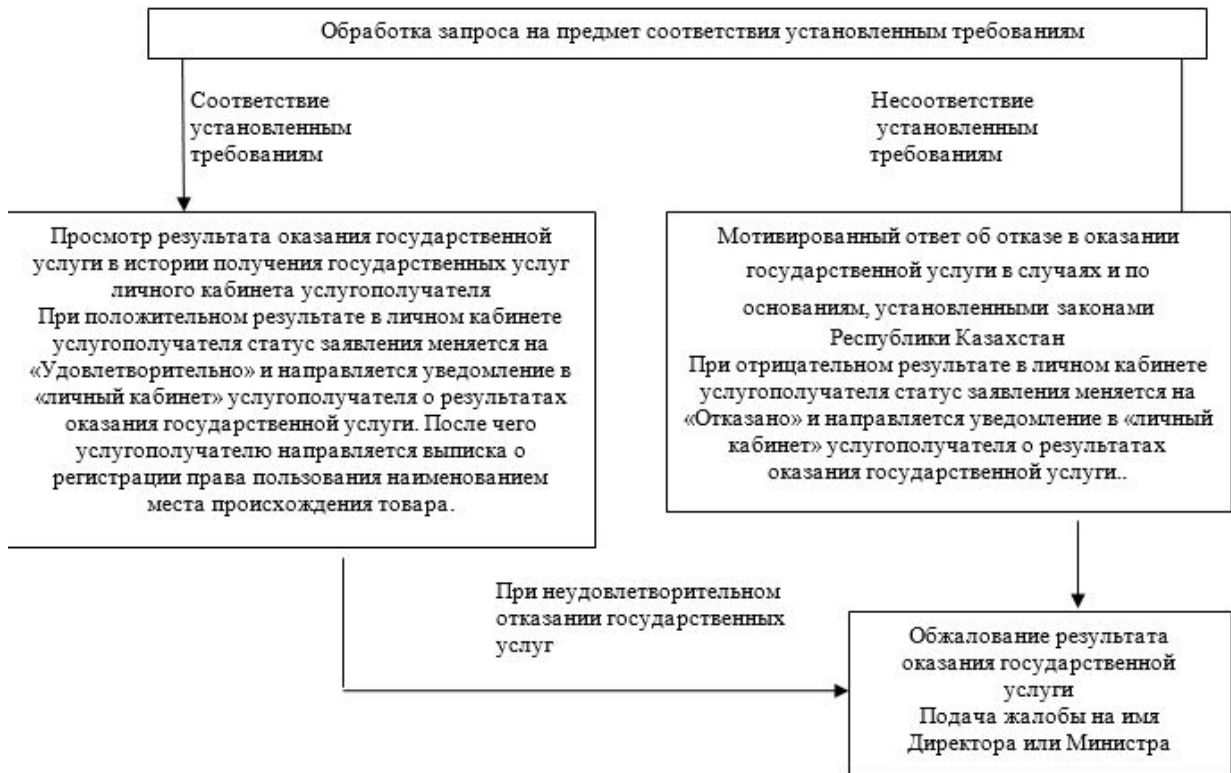 Обработка запроса на предмет соответствия установленным требованиям
Соответствие
установленным
требованиям
Несоответствие
установленным
требованиям
Просмотр результата оказания государственной
услуги в истории получения государственных услуг
личного кабинета услугополучателя
При положительном результате в личном кабинете
услугополучателя статус заявления меняется на
«Удовлетворительно» и направляется уведомление в
«личный кабинет» услугополучателя о результатах
оказания государственной услуги. После чего
услугополучателю направляется выписка о
регистрации права пользования наименованием
места происхождения товара.
Мотивированный ответ об отказе в оказании
государственной услуги в случаях и по
основаниям, установленными законами
Республики Казахстан
При отрицательном результате в личном кабинете
услугополучателя статус заявления меняется на
«Отказано» и направляется уведомление в «личный
кабинет» услугополучателя о результатах
оказания государственной услуги..
При неудовлетворительном
отказании государственных
услуг
Обжалование результата
оказания государственной
услуги
Подача жалобы на имя
Директора или Министра